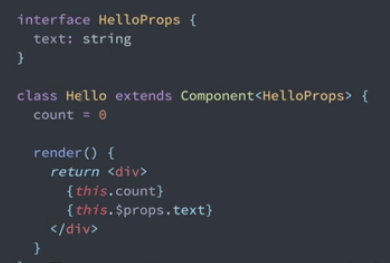 interface HelloProps {
text: string
}
class Hello extends Component<HelloProps> {
count = 0
render() {
return <div>
{this.count}
{this.$props.text}
</div>
}